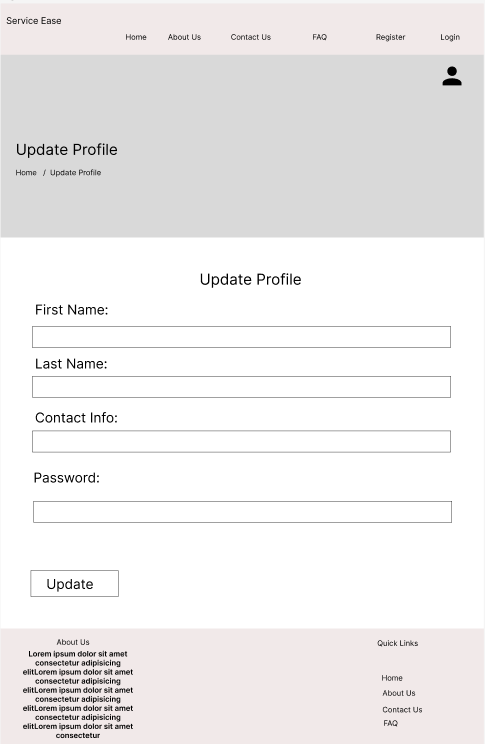 Service Ease
Home About Us Contact Us FAQ Register Login
Update Profile
Home / Update Profile
Update Profile
First Name:
Last Name:
Contact Info:
Password:
Update
About Us
Lorem ipsum dolor sit amet
consectetur adipisicing
elitLorem ipsum dolor sit amet
consectetur adipisicing
elitLorem ipsum dolor sit amet
consectetur adipisicing
elitLorem ipsum dolor sit amet
consectetur adipisicing
elitLorem ipsum dolor sit amet
consectetur
Quick Links
Home
About Us
Contact Us
FAQ